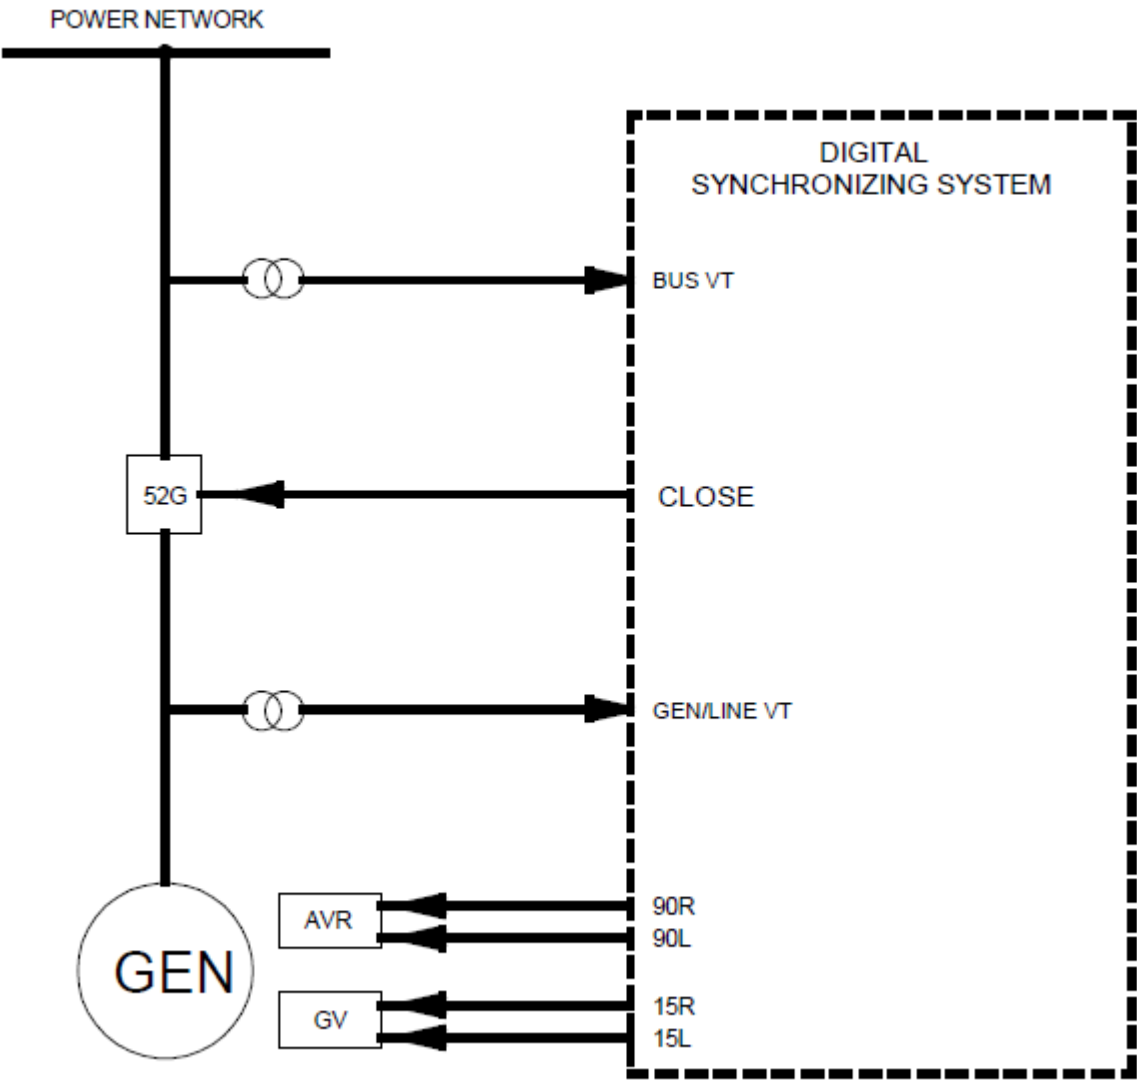 POWER NETWORK
DIGITAL
SYNCHRONIZING SYSTEM
BUS VT
52G
CLOSE
GEN/LINE VT
AVR
90R
90L
GEN
GV
15R
15L